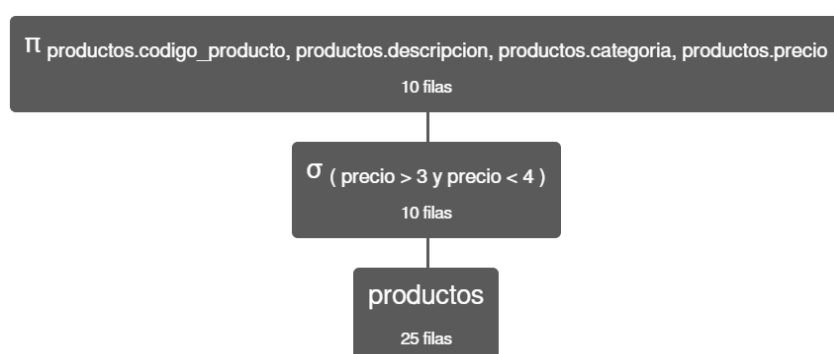 π productos.codigo_producto, productos.descripcion, productos.categoria, productos.precio
10 filas
σ ( precio > 3 y precio < 4 )
10 filas
productos
25 filas